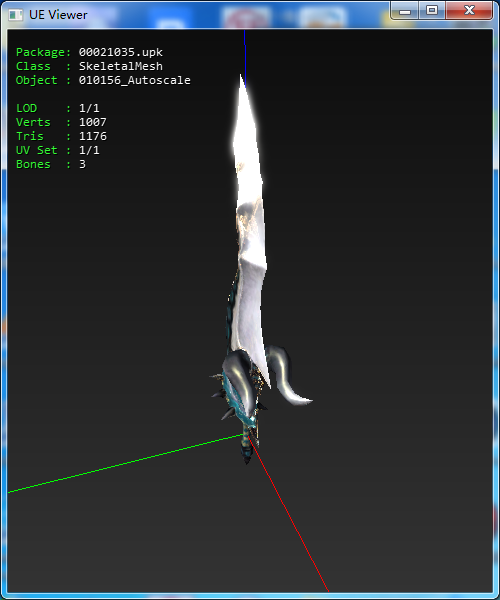 UE Viewer
Package: 00021035.upk
Class : SkeletalMesh
Object : 010156_Autoscale
LOD : 1/1
Verts : 1007
Tris : 1176
UV Set : 1/1
Bones : 3